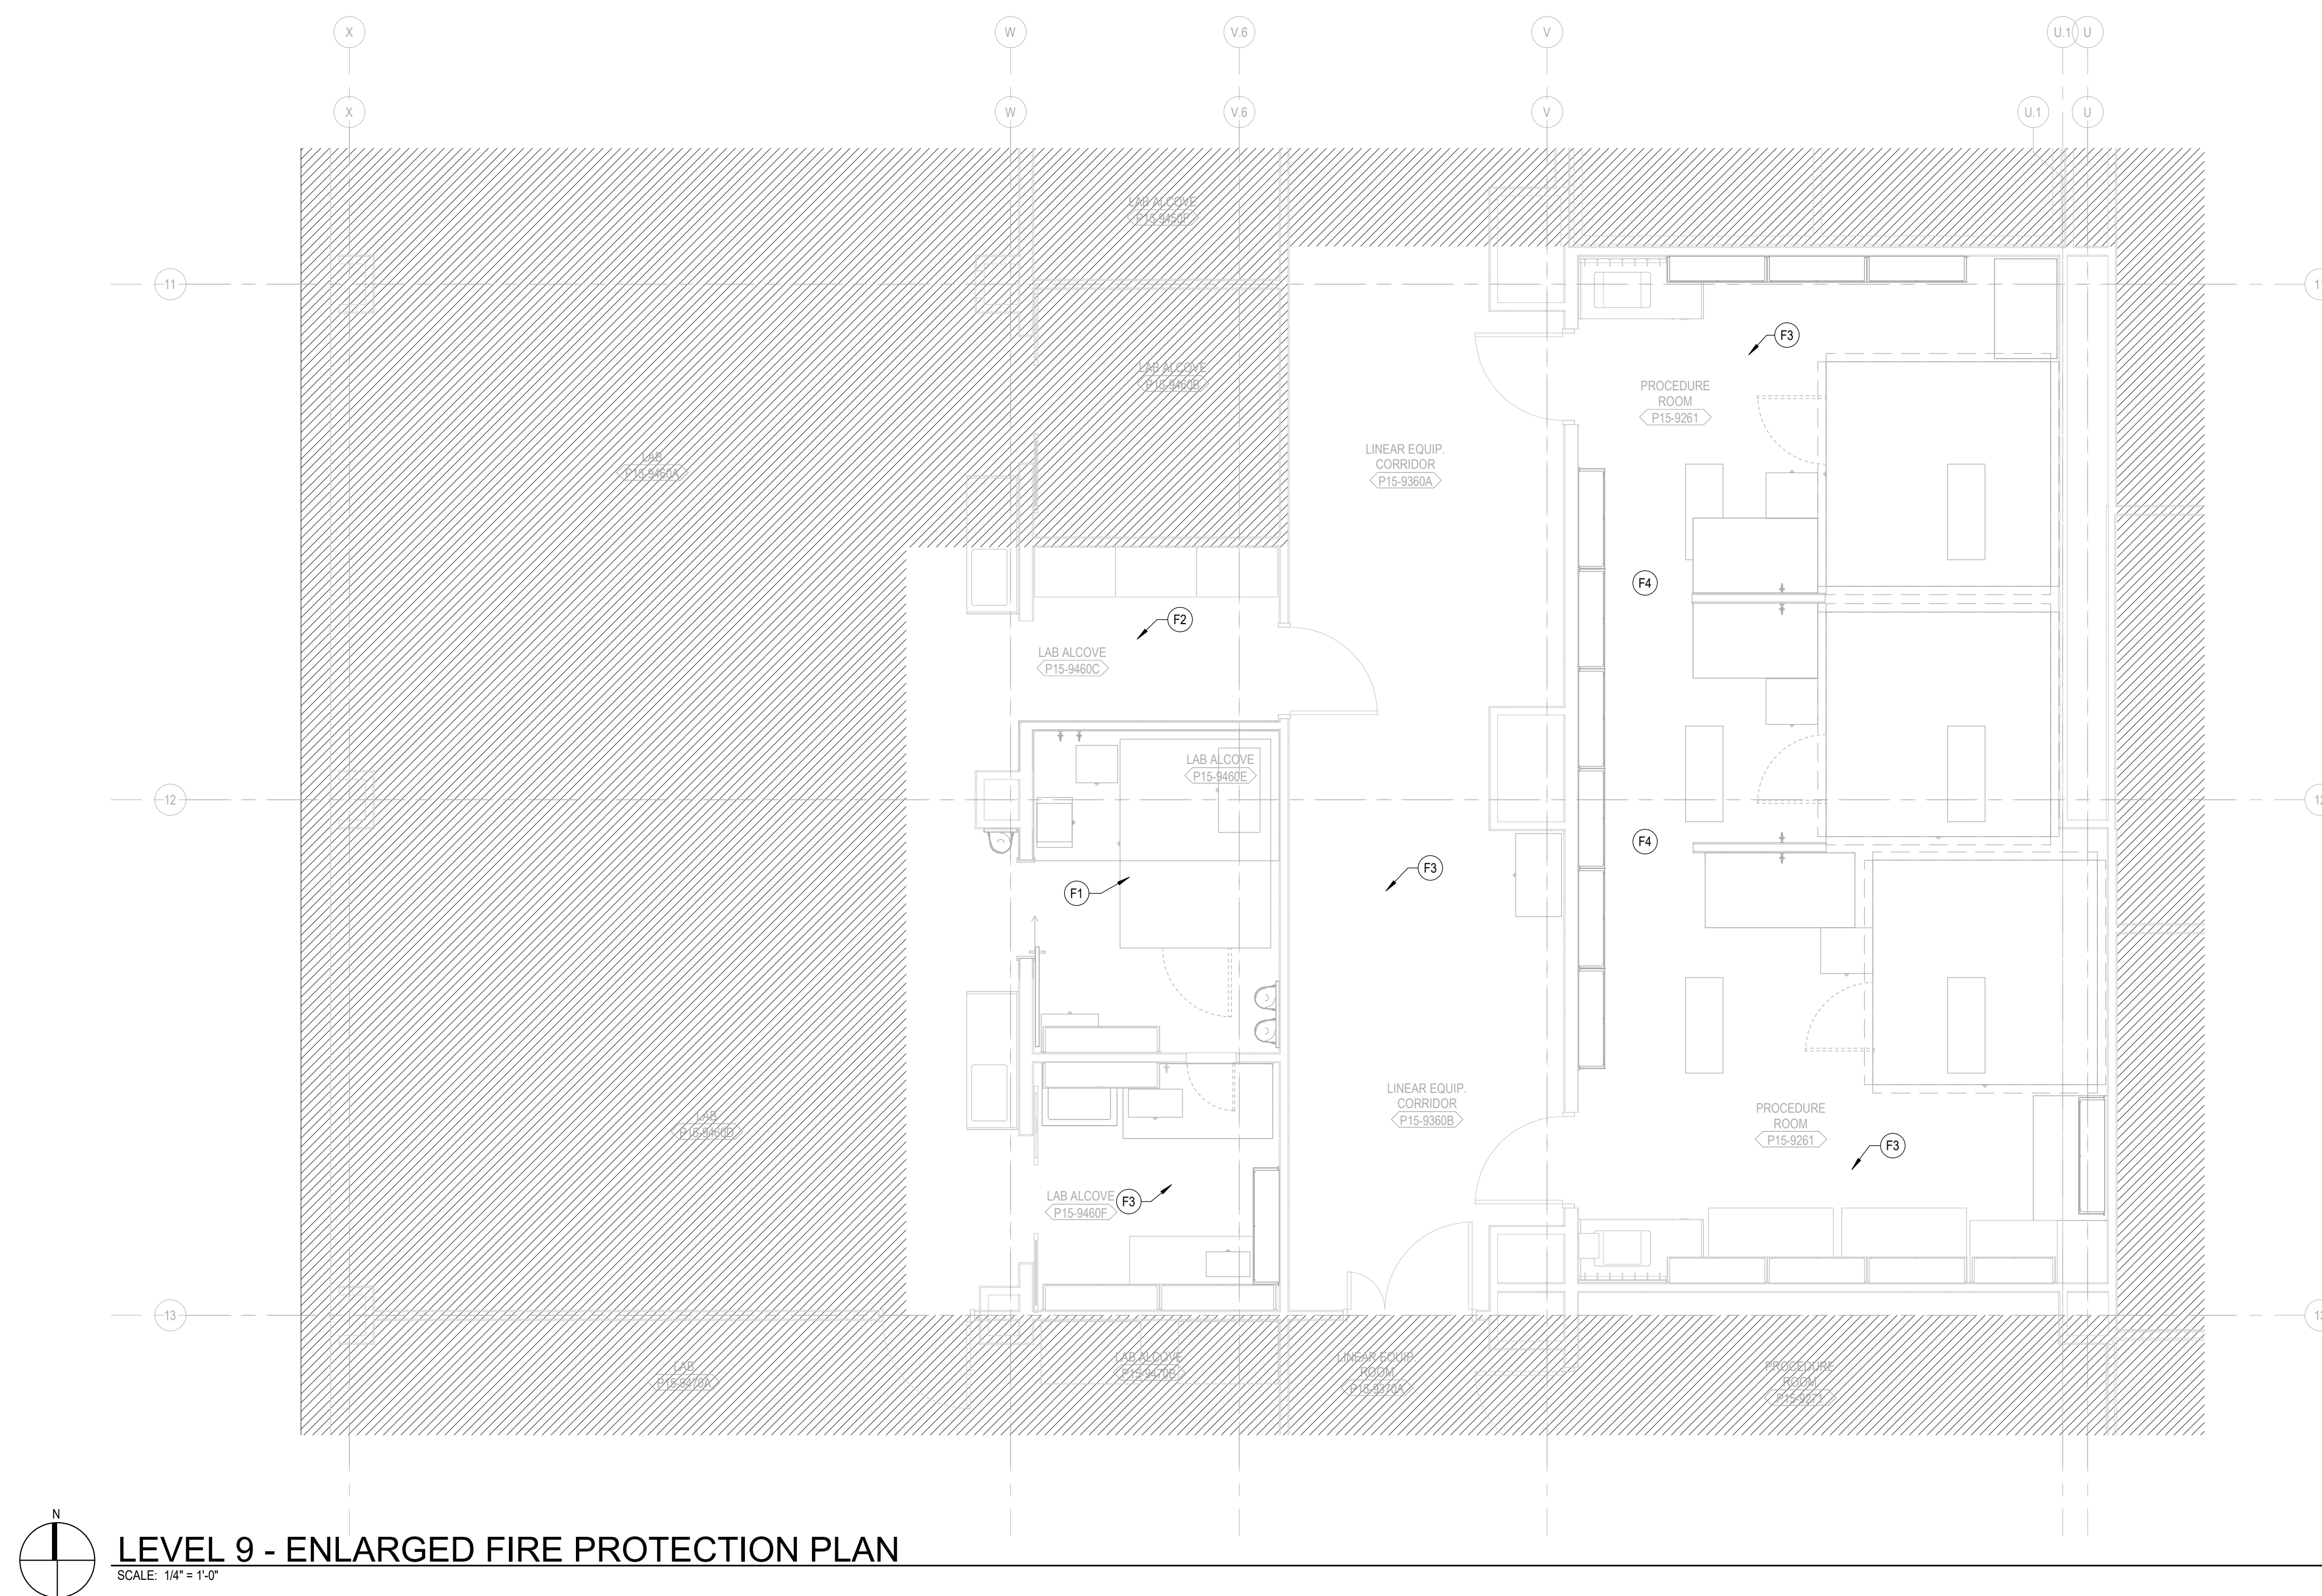 X
W
V.6
V
U.1
U
X
W
V.6
V
U.1
U
LAB ALCOVE
P15-9450F
11
F3
LAB ALCOVE
P15-9460B
PROCEDURE
ROOM
P15-9261
LINEAR EQUIP.
CORRIDOR
P15-9360A
LAB
P15-9460A
F4
F2
LAB ALCOVE
P15-9460C
LAB ALCOVE
P15-9460E
12
F4
F3
F1
LINEAR EQUIP.
CORRIDOR
P15-9360B
LAB
P15-9460D
PROCEDURE
ROOM
P15-9261
F3
LAB ALCOVE
P15-9460F
F3
13
LAB
P15-9470A
LAB ALCOVE
P15-9470B
LINEAR EQUIP.
ROOM
P15-9370A
PROCEDURE
ROOM
P15-9271
N
LEVEL 9 - ENLARGED FIRE PROTECTION PLAN
SCALE: 1/4" = 1'-0"